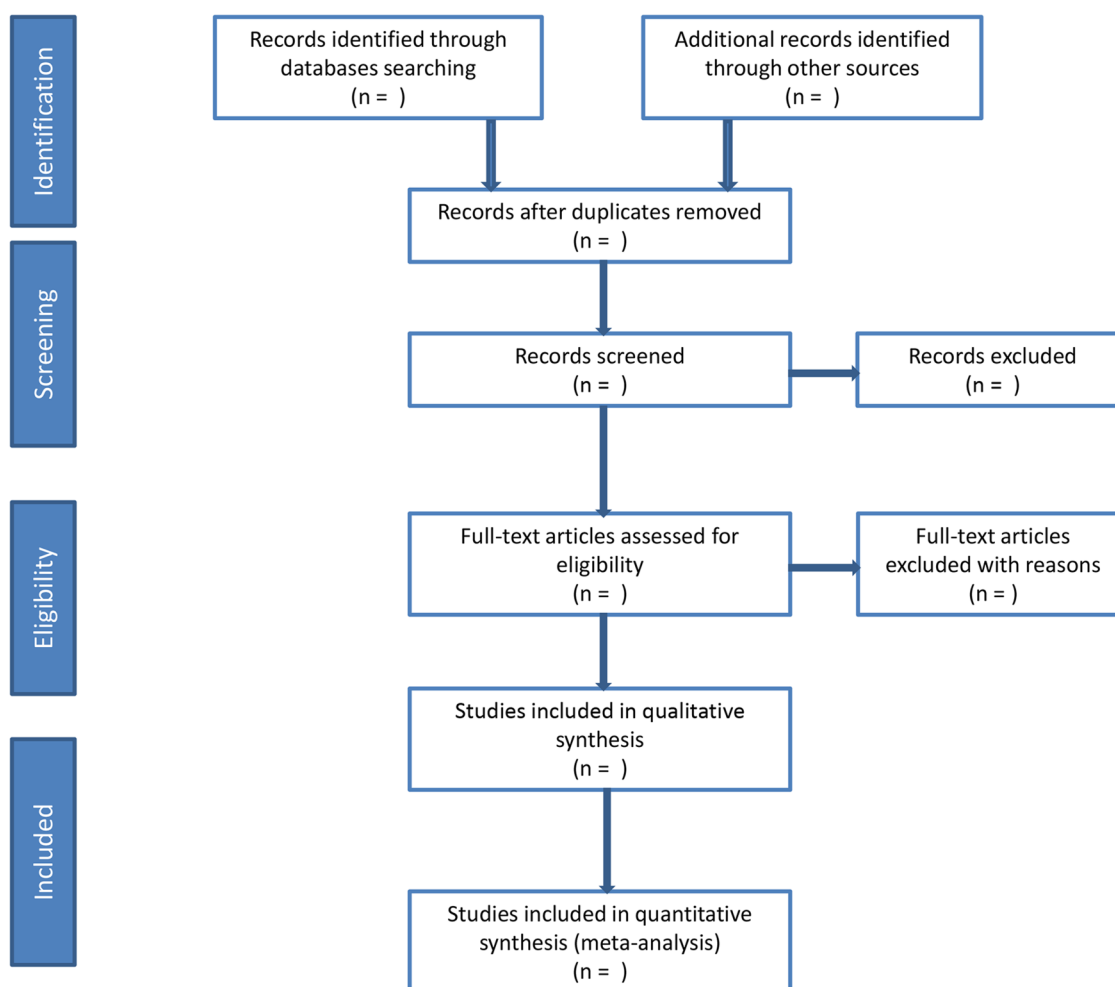 Identification
Records identified through
databases searching
(n =  )
Additional records identified
through other sources
(n =  )
Records after duplicates removed
(n =  )
Screening
Records screened
(n =  )
Records excluded
(n =  )
Eligibility
Full-text articles assessed for
eligibility
(n =  )
Full-text articles
excluded with reasons
(n = )
Included
Studies included in qualitative
synthesis
(n =  )
Studies included in quantitative
synthesis (meta-analysis)
(n =  )